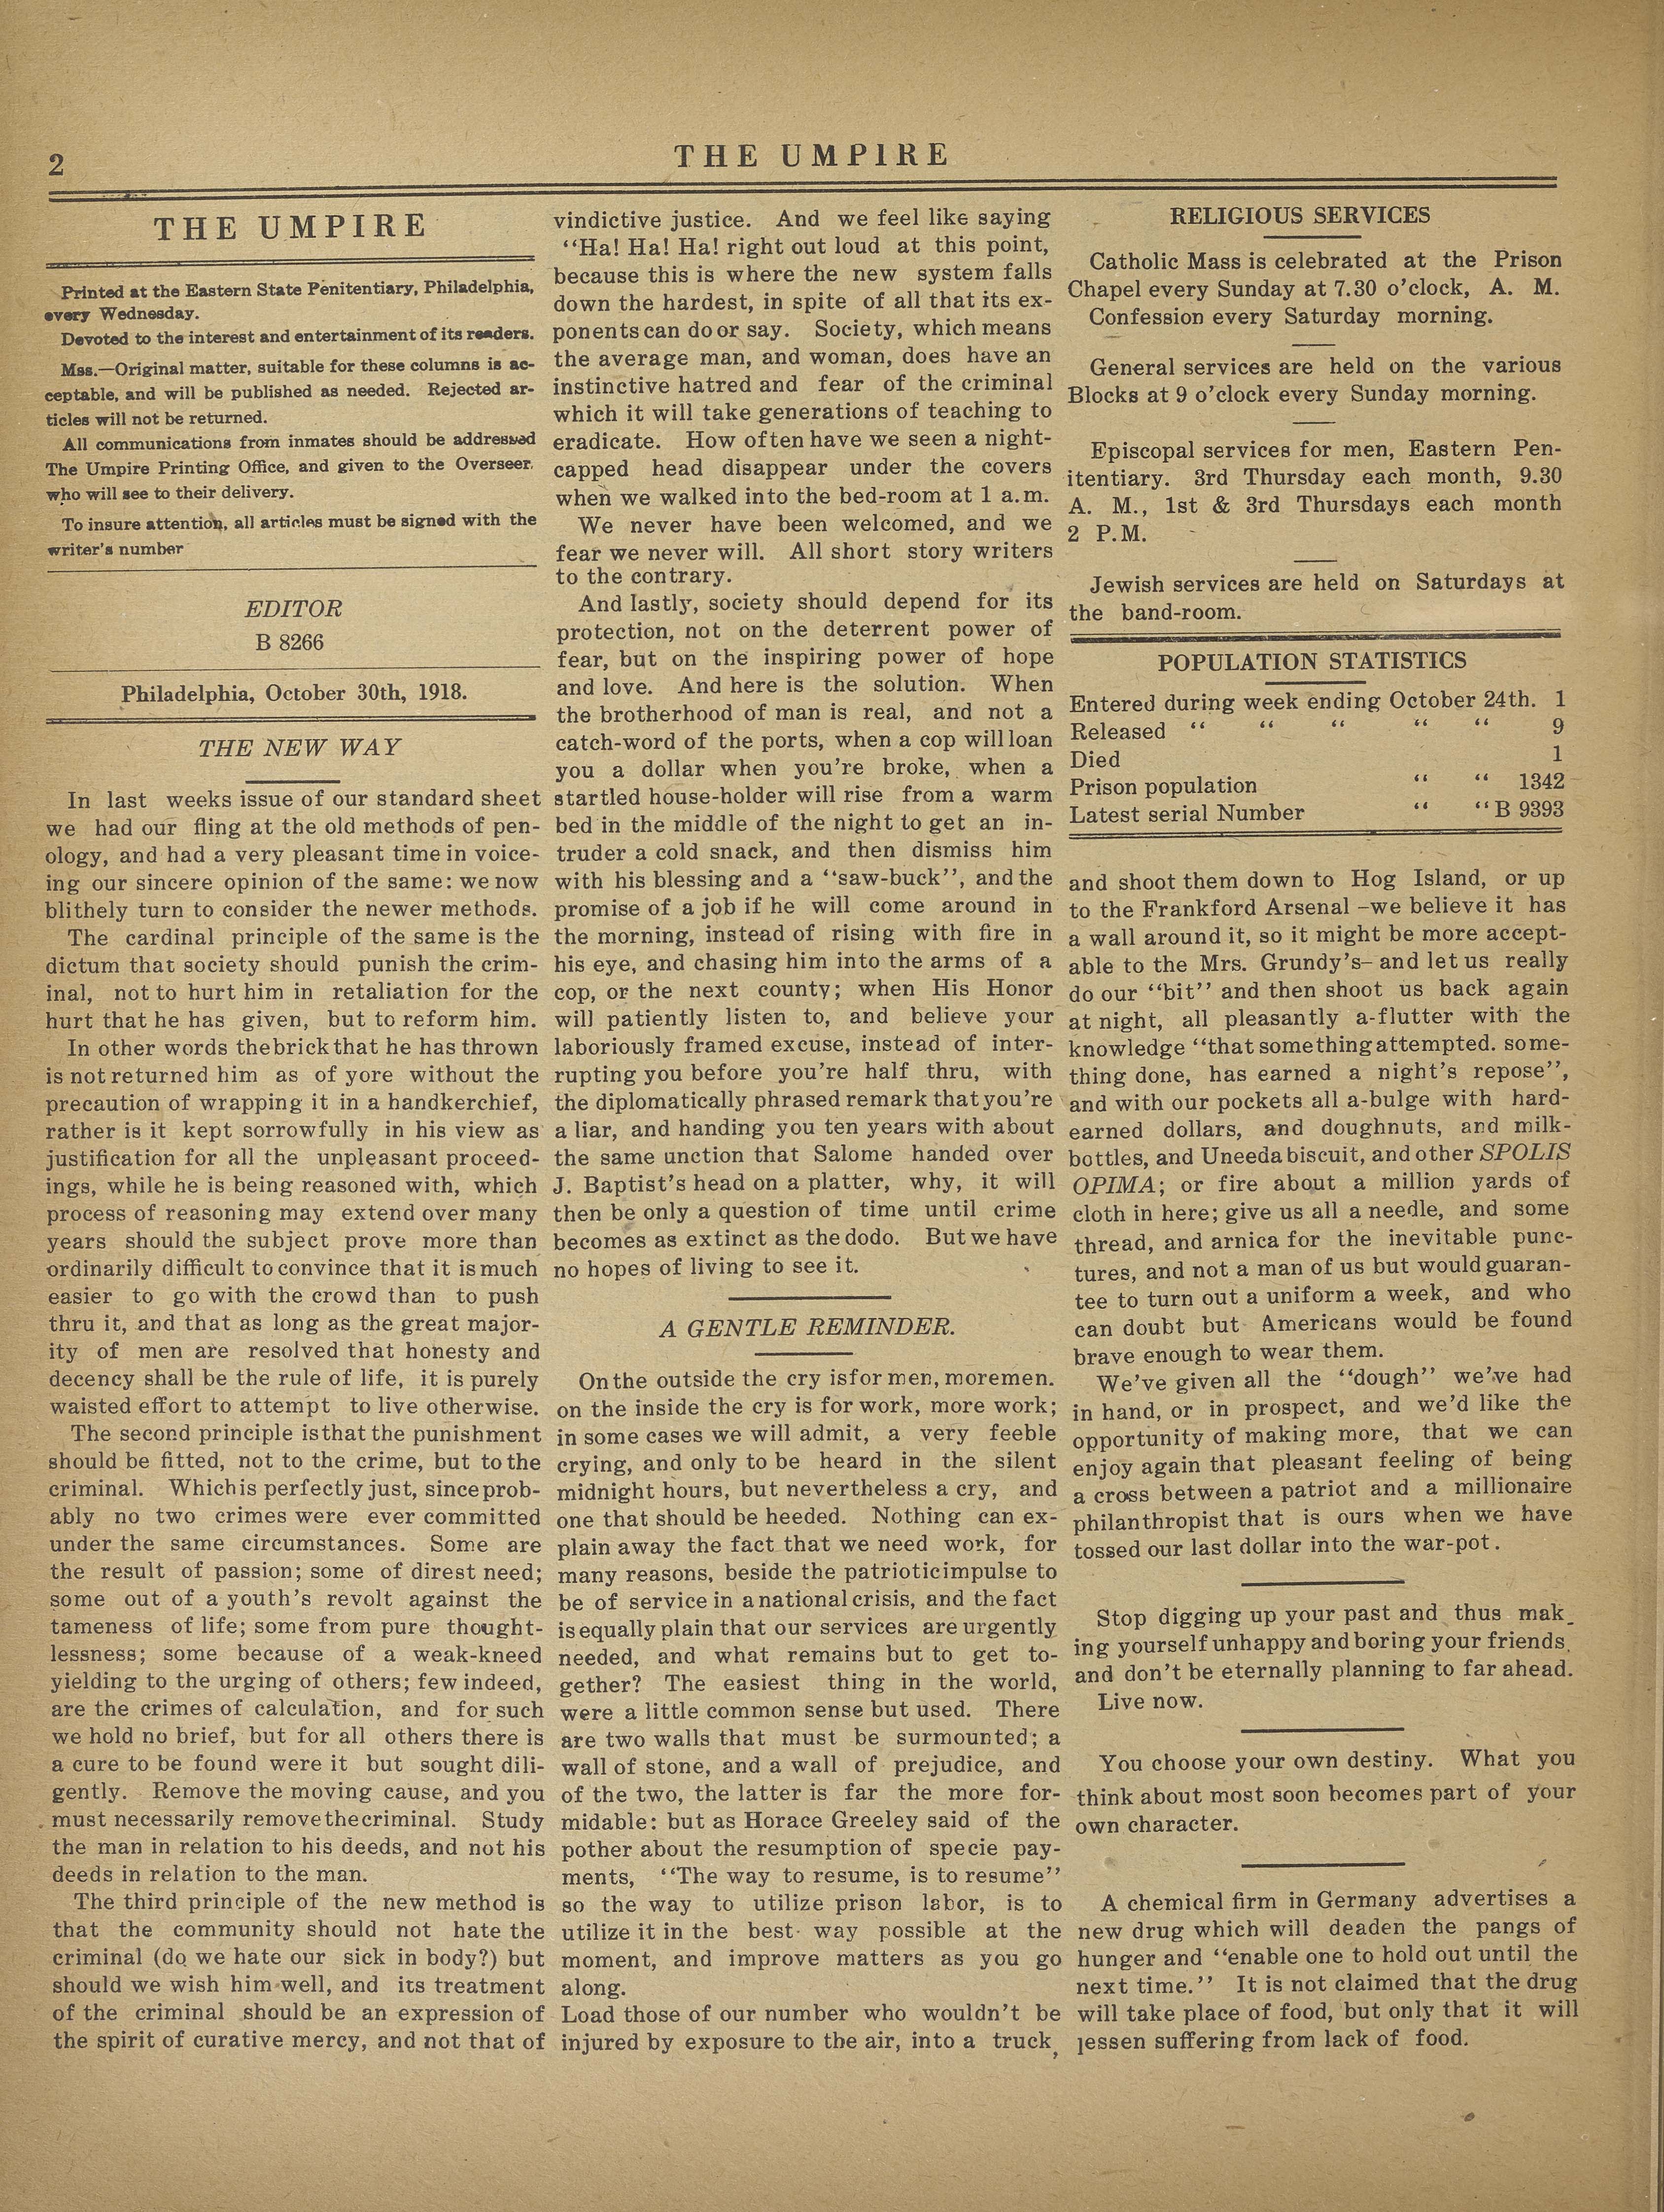 2
THE UMPIRE
THE UMPIRE
Printed at the Eastern State Penitentiary, Philadelphia,
every Wednesday.
Devoted to the interest and entertainment of its readers.
Mss.—Original matter, suitable for these columns is ac-
ceptable, and will be published as needed. Rejected ar-
ticles will not be returned.
All communications from inmates should be addressed
The Umpire Printing Office, and given to the Overseer,
who will see to their delivery.
To insure attention, all articles must be signed with the
writer's number
EDITOR
B 8266
Philadelphia, October 30th, 1918.
THE NEW WAY
In last weeks issue of our standard sheet
we had our fling at the old methods of pen-
ology, and had a very pleasant time in voice-
ing our sincere opinion of the same: we now
blithely turn to consider the newer methods.
The cardinal principle of the same is the
dictum that society should punish the crim-
inal, not to hurt him in retaliation for the
hurt that he has given, but to reform him.
In other words the brick that he has thrown
is not returned him as of yore without the
precaution of wrapping it in a handkerchief,
rather is it kept sorrowfully in his view as
justification for all the unpleasant proceed-
ings, while he is being reasoned with, which
process of reasoning may extend over many
years should the subject prove more than
ordinarily difficult to convince that it is much
easier to go with the crowd than to push
thru it, and that as long as the great major-
ity of men are resolved that honesty and
decency shall be the rule of life, it is purely
waisted effort to attempt to live otherwise.
The second principle is that the punishment
should be fitted, not to the crime, but to the
criminal. Which is perfectly just, since prob-
ably no two crimes were ever committed
under the same circumstances. Some are
the result of passion; some of direst need;
some out of a youth's revolt against the
tameness of life; some from pure thought-
lessness; some because of a weak-kneed
yielding to the urging of others; few indeed,
are the crimes of calculation, and for such
we hold no brief, but for all others there is
a cure to be found were it but sought dili-
gently. Remove the moving cause, and you
must necessarily remove the criminal. Study
the man in relation to his deeds, and not his
deeds in relation to the man.
The third principle of the new method is
that the community should not hate the
criminal (do we hate our sick in body?) but
should we wish him well, and its treatment
of the criminal should be an expression of
the spirit of curative mercy, and not that of
vindictive justice. And we feel like saying
“Ha! Ha! Ha! right out loud at this point,
because this is where the new system falls
down the hardest, in spite of all that its ex-
ponents can do or say. Society, which means
the average man, and woman, does have an
instinctive hatred and fear of the criminal
which it will take generations of teaching to
eradicate. How often have we seen a night-
capped head disappear under the covers
when we walked into the bed-room at 1 a.m.
We never have been welcomed, and we
fear we never will. All short story writers
to the contrary.
And lastly, society should depend for its
protection, not on the deterrent power of
fear, but on the inspiring power of hope
and love. And here is the solution. When
the brotherhood of man is real, and not a
catch-word of the ports, when a cop will loan
you a dollar when you're broke, when a
startled house-holder will rise from a warm
bed in the middle of the night to get an in-
truder a cold snack, and then dismiss him
with his blessing and a “saw-buck”, and the
promise of a job if he will come around in
the morning, instead of rising with fire in
his eye, and chasing him into the arms of a
cop, or the next county; when His Honor
will patiently listen to, and believe your
laboriously framed excuse, instead of inter-
rupting you before you're half thru, with
the diplomatically phrased remark that you're
a liar, and handing you ten years with about
the same unction that Salome handed over
J. Baptist's head on a platter, why, it will
then be only a question of time until crime
becomes as extinct as the dodo. But we have
no hopes of living to see it.
A GENTLE REMINDER.
On the outside the cry is for men, more men.
on the inside the cry is for work, more work;
in some cases we will admit, a very feeble
crying, and only to be heard in the silent
midnight hours, but nevertheless a cry, and
one that should be heeded. Nothing can ex-
plain away the fact that we need work, for
many reasons, beside the patriotic impulse to
be of service in a national crisis, and the fact
is equally plain that our services are urgently
needed, and what remains but to get to-
gether? The easiest thing in the world,
were a little common sense but used. There
are two walls that must be surmounted; a
wall of stone, and a wall of prejudice, and
of the two, the latter is far the more for-
midable: but as Horace Greeley said of the
pother about the resumption of specie pay-
ments, “The way to resume, is to resume”
so the way to utilize prison labor, is to
utilize it in the best way possible at the
moment, and improve matters as you go
along.
Load those of our number who wouldn't be
injured by exposure to the air, into a truck,
RELIGIOUS SERVICES
Catholic Mass is celebrated at the Prison
Chapel every Sunday at 7.30 o'clock, A. M.
Confession every Saturday morning.
General services are held on the various
Blocks at 9 o'clock every Sunday morning.
Episcopal services for men, Eastern Pen-
itentiary. 3rd Thursday each month, 9.30
A. M., 1st & 3rd Thursdays each month
2 P.M.
Jewish services are held on Saturdays at
the band-room.
POPULATION STATISTICS
Entered during week ending October 24th. 1
Released “ “ “ “ “ 9
Died 1
Prison population “ “ 1342
Latest serial Number “ “ B 9393
and shoot them down to Hog Island, or up
to the Frankford Arsenal –we believe it has
a wall around it, so it might be more accept-
able to the Mrs. Grundy's– and let us really
do our “bit” and then shoot us back again
at night, all pleasantly a-flutter with the
knowledge “that something attempted. some-
thing done, has earned a night's repose”,
and with our pockets all a-bulge with hard-
earned dollars, and doughnuts, and milk-
bottles, and Uneeda biscuit, and other SPOLIS
OPIMA; or fire about a million yards of
cloth in here; give us all a needle, and some
thread, and arnica for the inevitable punc-
tures, and not a man of us but would guaran-
tee to turn out a uniform a week, and who
can doubt but Americans would be found
brave enough to wear them.
We've given all the “dough” we've had
in hand, or in prospect, and we'd like the
opportunity of making more, that we can
enjoy again that pleasant feeling of being
a cross between a patriot and a millionaire
philanthropist that is ours when we have
tossed our last dollar into the war-pot.
Stop digging up your past and thus mak-
ing yourself unhappy and boring your friends,
and don't be eternally planning to far ahead.
Live now.
You choose your own destiny. What you
think about most soon becomes part of your
own character.
A chemical firm in Germany advertises a
new drug which will deaden the pangs of
hunger and “enable one to hold out until the
next time.” It is not claimed that the drug
will take place of food, but only that it will
lessen suffering from lack of food.